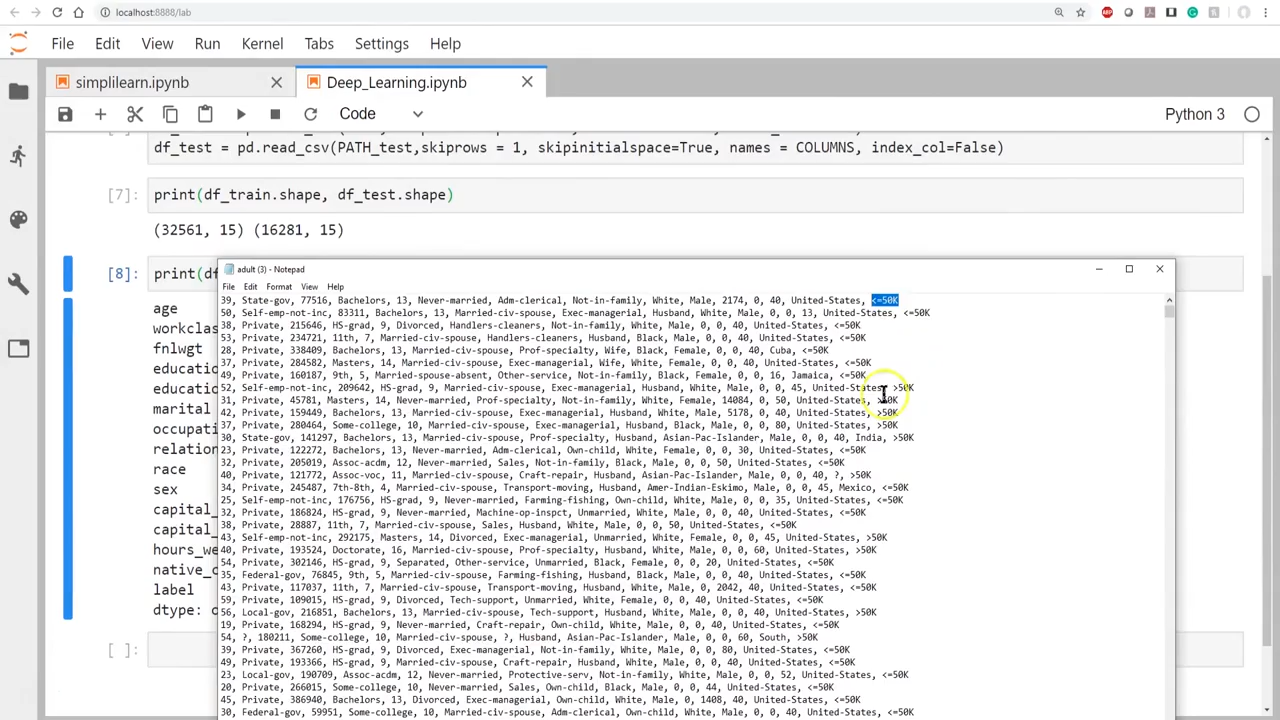 localhost:8888/lab
File Edit View Run Kernel Tabs Settings Help
simplilearn.ipynb Deep_Learning.ipynb
Code Python 3
df_test = pd.read_csv(PATH_test,skiprows = 1, skipinitialspace=True, names = COLUMNS, index_col=False)
[7]: print(df_train.shape, df_test.shape)
(32561, 15) (16281, 15)
[8]: print(df
age
workclas
fnlwgt
educatio
educatio
marital
occupati
relation
race
sex
capital_
capital_
hours_we
native_c
label
dtype: o
[ ]:
adult (3) - Notepad
File Edit Format View Help
39, State-gov, 77516, Bachelors, 13, Never-married, Adm-clerical, Not-in-family, White, Male, 2174, 0, 40, United-States, <=50K
50, Self-emp-not-inc, 83311, Bachelors, 13, Married-civ-spouse, Exec-managerial, Husband, White, Male, 0, 0, 13, United-States, <=50K
38, Private, 215646, HS-grad, 9, Divorced, Handlers-cleaners, Not-in-family, White, Male, 0, 0, 40, United-States, <=50K
53, Private, 234721, 11th, 7, Married-civ-spouse, Handlers-cleaners, Husband, Black, Male, 0, 0, 40, United-States, <=50K
28, Private, 338409, Bachelors, 13, Married-civ-spouse, Prof-specialty, Wife, Black, Female, 0, 0, 40, Cuba, <=50K
37, Private, 284582, Masters, 14, Married-civ-spouse, Exec-managerial, Wife, White, Female, 0, 0, 40, United-States, <=50K
49, Private, 160187, 9th, 5, Married-spouse-absent, Other-service, Not-in-family, Black, Female, 0, 0, 16, Jamaica, <=50K
52, Self-emp-not-inc, 209642, HS-grad, 9, Married-civ-spouse, Exec-managerial, Husband, White, Male, 0, 0, 45, United-States, >50K
31, Private, 45781, Masters, 14, Never-married, Prof-specialty, Not-in-family, White, Female, 14084, 0, 50, United-States, >50K
42, Private, 159449, Bachelors, 13, Married-civ-spouse, Exec-managerial, Husband, White, Male, 5178, 0, 40, United-States, >50K
37, Private, 280464, Some-college, 10, Married-civ-spouse, Exec-managerial, Husband, Black, Male, 0, 0, 80, United-States, >50K
30, State-gov, 141297, Bachelors, 13, Married-civ-spouse, Prof-specialty, Husband, Asian-Pac-Islander, Male, 0, 0, 40, India, >50K
23, Private, 122272, Bachelors, 13, Never-married, Adm-clerical, Own-child, White, Female, 0, 0, 30, United-States, <=50K
32, Private, 205019, Assoc-acdm, 12, Never-married, Sales, Not-in-family, Black, Male, 0, 0, 50, United-States, <=50K
40, Private, 121772, Assoc-voc, 11, Married-civ-spouse, Craft-repair, Husband, Asian-Pac-Islander, Male, 0, 0, 40, ?, >50K
34, Private, 245487, 7th-8th, 4, Married-civ-spouse, Transport-moving, Husband, Amer-Indian-Eskimo, Male, 0, 0, 45, Mexico, <=50K
25, Self-emp-not-inc, 176756, HS-grad, 9, Never-married, Farming-fishing, Own-child, White, Male, 0, 0, 35, United-States, <=50K
32, Private, 186824, HS-grad, 9, Never-married, Machine-op-inspct, Unmarried, White, Male, 0, 0, 40, United-States, <=50K
38, Private, 28887, 11th, 7, Married-civ-spouse, Sales, Husband, White, Male, 0, 0, 50, United-States, <=50K
43, Self-emp-not-inc, 292175, Masters, 14, Divorced, Exec-managerial, Unmarried, White, Female, 0, 0, 45, United-States, >50K
40, Private, 193524, Doctorate, 16, Married-civ-spouse, Prof-specialty, Husband, White, Male, 0, 0, 60, United-States, >50K
54, Private, 302146, HS-grad, 9, Separated, Other-service, Unmarried, Black, Female, 0, 0, 20, United-States, <=50K
35, Federal-gov, 76845, 9th, 5, Married-civ-spouse, Farming-fishing, Husband, Black, Male, 0, 0, 40, United-States, <=50K
43, Private, 117037, 11th, 7, Married-civ-spouse, Transport-moving, Husband, White, Male, 0, 2042, 40, United-States, <=50K
59, Private, 109015, HS-grad, 9, Divorced, Tech-support, Unmarried, White, Female, 0, 0, 40, United-States, <=50K
56, Local-gov, 216851, Bachelors, 13, Married-civ-spouse, Tech-support, Husband, White, Male, 0, 0, 40, United-States, >50K
19, Private, 168294, HS-grad, 9, Never-married, Craft-repair, Own-child, White, Male, 0, 0, 40, United-States, <=50K
54, ?, 180211, Some-college, 10, Married-civ-spouse, ?, Husband, Asian-Pac-Islander, Male, 0, 0, 60, South, >50K
39, Private, 367260, HS-grad, 9, Divorced, Exec-managerial, Not-in-family, White, Male, 0, 0, 80, United-States, <=50K
49, Private, 193366, HS-grad, 9, Married-civ-spouse, Craft-repair, Husband, White, Male, 0, 0, 40, United-States, <=50K
23, Local-gov, 190709, Assoc-acdm, 12, Never-married, Protective-serv, Not-in-family, White, Male, 0, 0, 52, United-States, <=50K
20, Private, 266015, Some-college, 10, Never-married, Sales, Own-child, Black, Male, 0, 0, 44, United-States, <=50K
45, Private, 386940, Bachelors, 13, Divorced, Exec-managerial, Own-child, White, Male, 0, 1408, 40, United-States, <=50K
30, Federal-gov, 59951, Some-college, 10, Married-civ-spouse, Adm-clerical, Own-child, White, Male, 0, 0, 40, United-States, <=50K